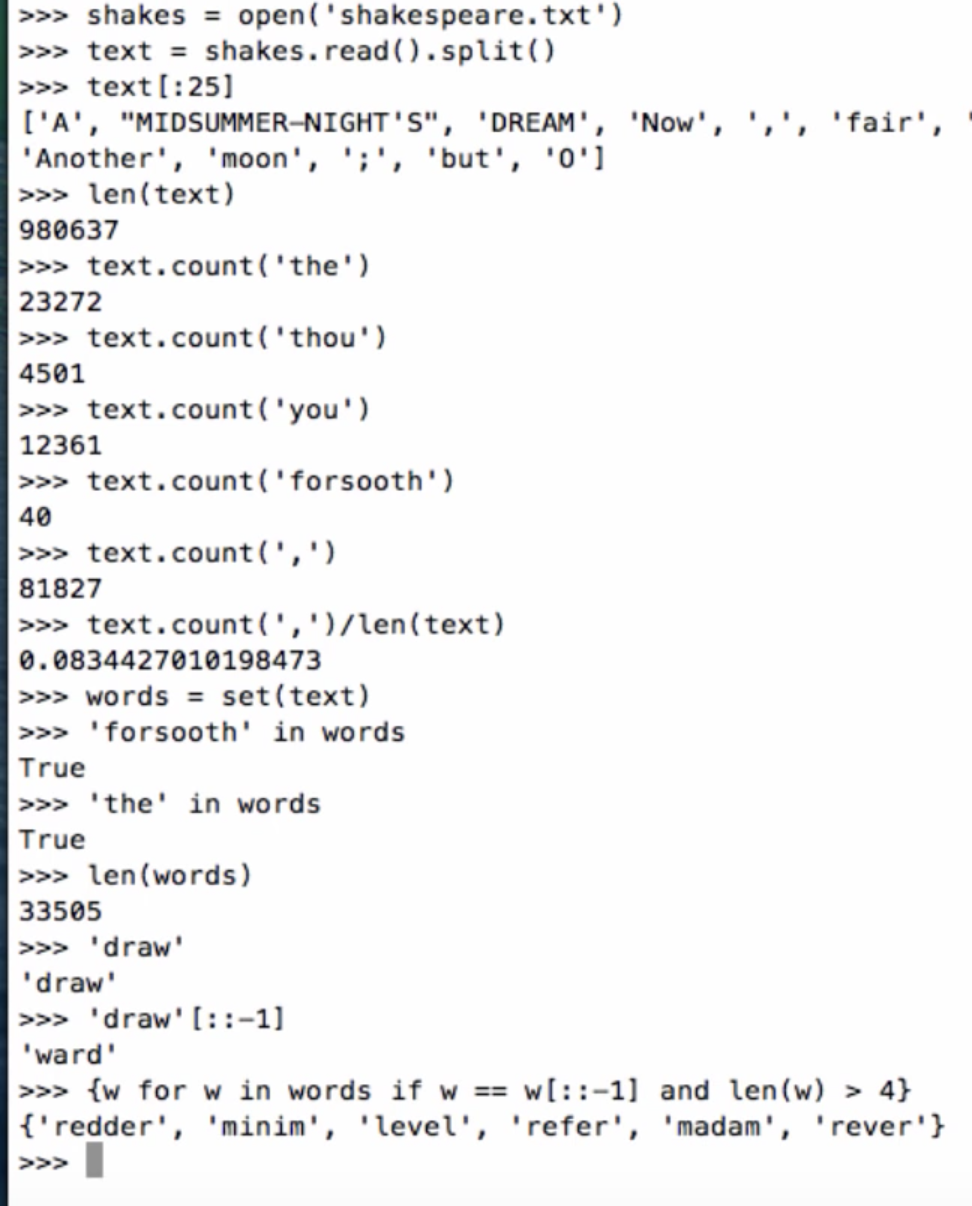 >>> shakes = open('shakespeare.txt')
>>> text = shakes.read().split()
>>> text[:25]
['A', "MIDSUMMER-NIGHT'S", 'DREAM', 'Now', ',', 'fair', '
'Another', 'moon', ';', 'but', 'O']
>>> len(text)
980637
>>> text.count('the')
23272
>>> text.count('thou')
4501
>>> text.count('you')
12361
>>> text.count('forsooth')
40
>>> text.count(',')
81827
>>> text.count(',')/len(text)
0.0834427010198473
>>> words = set(text)
>>> 'forsooth' in words
True
>>> 'the' in words
True
>>> len(words)
33505
>>> 'draw'
'draw'
>>> 'draw'[::-1]
'ward'
>>> {w for w in words if w == w[::-1] and len(w) > 4}
{'redder', 'minim', 'level', 'refer', 'madam', 'rever'}
>>>